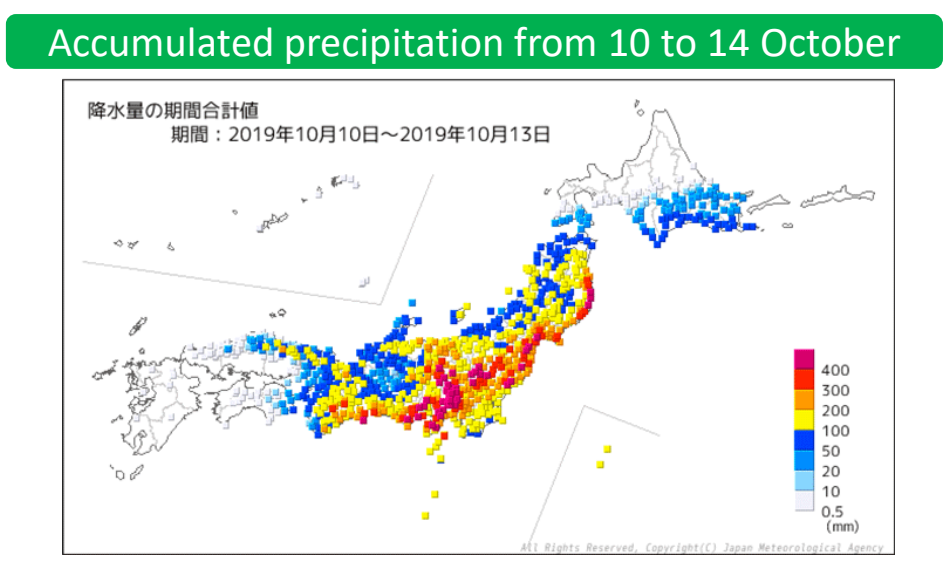 Accumulated precipitation from 10 to 14 October
降水量の期間合計値
期間：2019年10月10日～2019年10月13日
400
300
200
100
50
20
10
0.5
(mm)
All Rights Reserved, Copyright(C) Japan Meteorological Agency